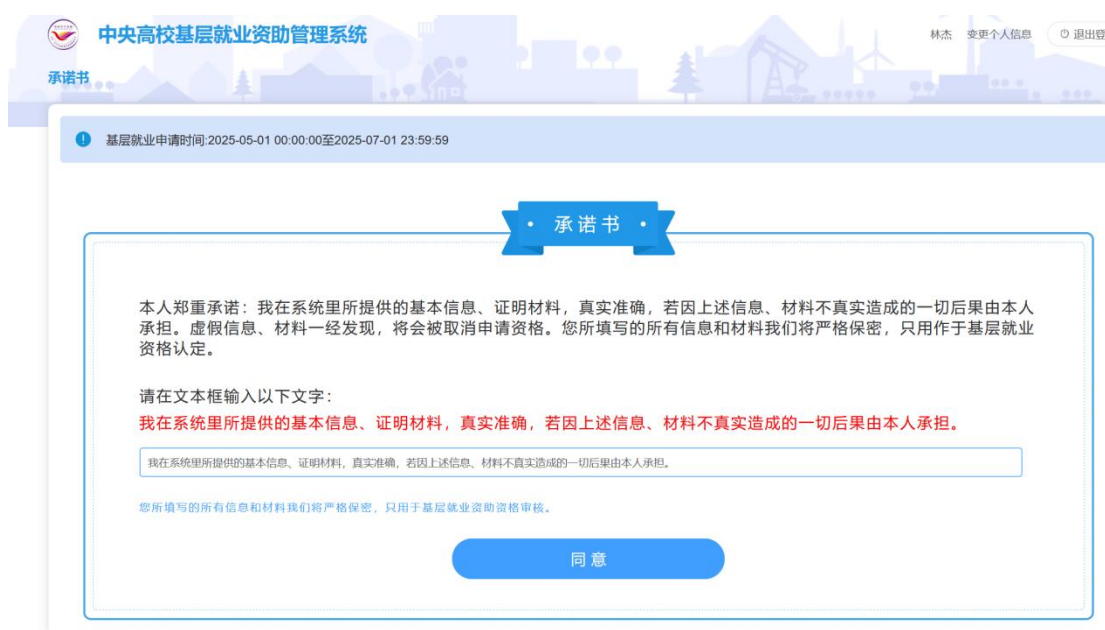 中央高校基层就业资助管理系统
林杰 变更个人信息 退出登
承诺书
基层就业申请时间:2025-05-01 00:00:00至2025-07-01 23:59:59
· 承诺书 ·
本人郑重承诺：我在系统里所提供的基本信息、证明材料，真实准确，若因上述信息、材料不真实造成的一切后果由本人
承担。虚假信息、材料一经发现，将会被取消申请资格。您所填写的所有信息和材料我们将严格保密，只用作于基层就业
资格认定。
请在文本框输入以下文字：
我在系统里所提供的基本信息、证明材料，真实准确，若因上述信息、材料不真实造成的一切后果由本人承担。
我在系统里所提供的基本信息、证明材料，真实准确，若因上述信息、材料不真实造成的一切后果由本人承担。
您所填写的所有信息和材料我们将严格保密，只用于基层就业资助资格审核。
同意